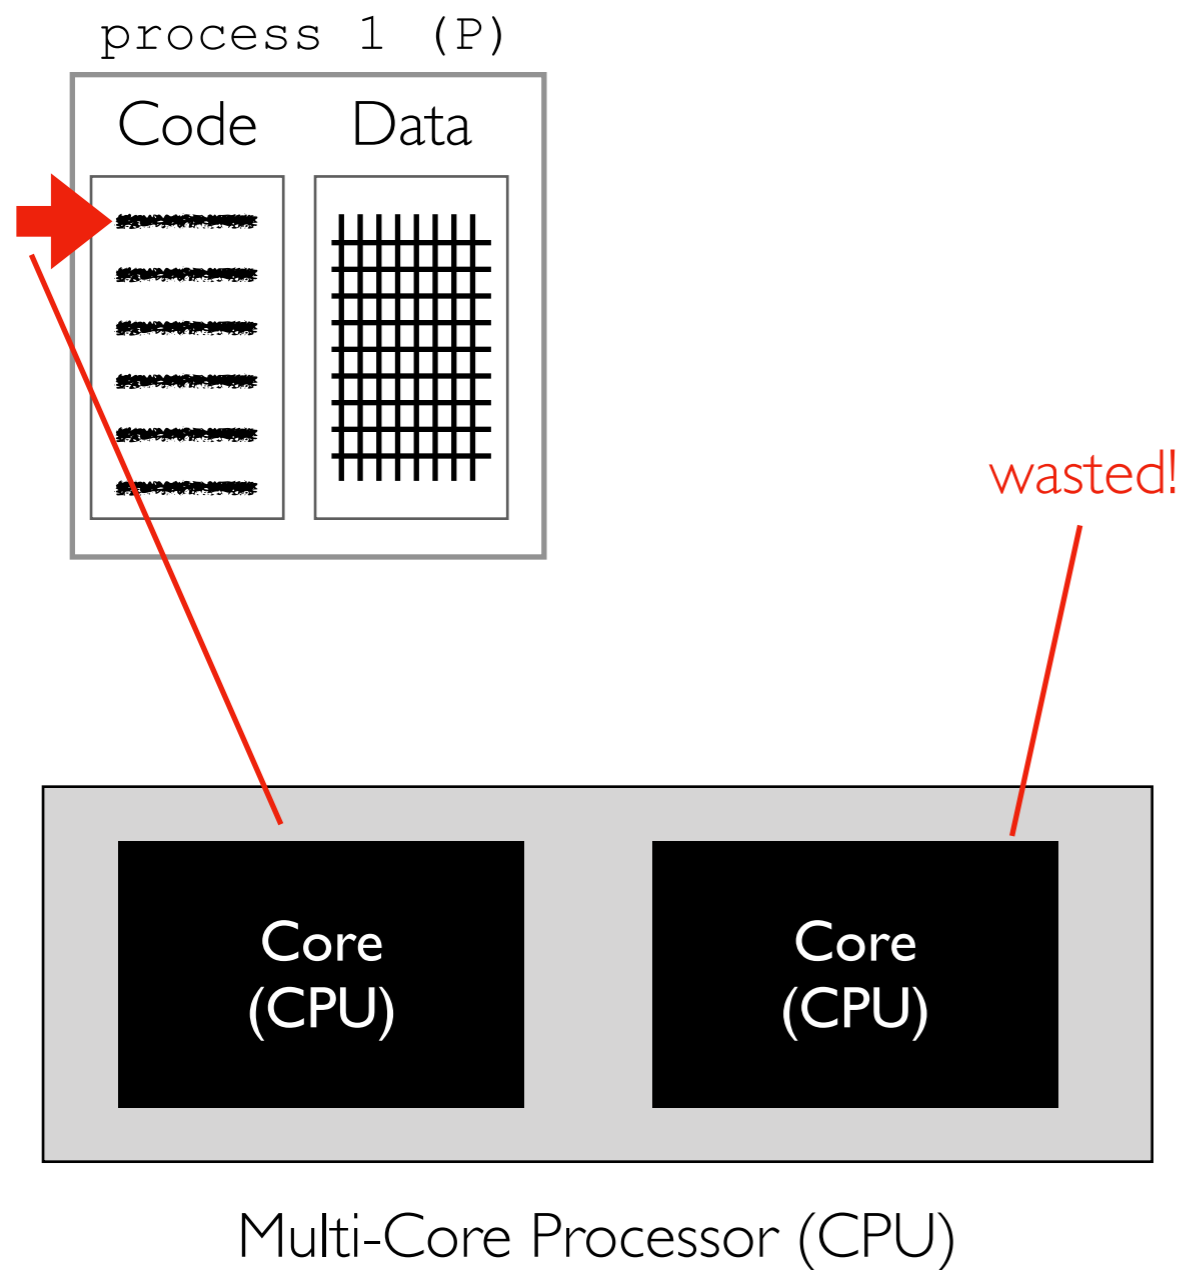 process 1 (P)
Code Data
wasted!
Core
(CPU)
Core
(CPU)
Multi-Core Processor (CPU)